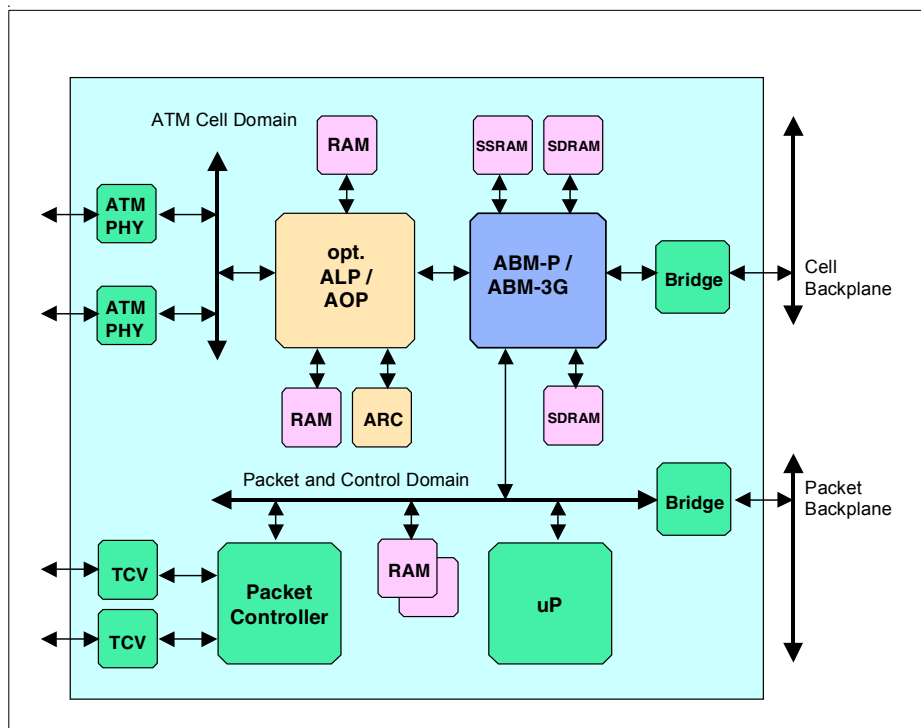 ATM Cell Domain
RAM
SSRAM
SDRAM
ATM
PHY
opt.
ALP /
AOP
ABM-P /
ABM-3G
Bridge
Cell
Backplane
ATM
PHY
RAM
ARC
SDRAM
Packet and Control Domain
Bridge
Packet
Backplane
TCV
Packet
Controller
RAM
uP
TCV